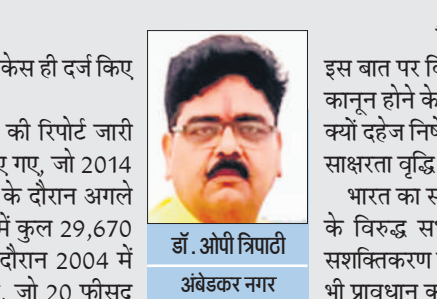 केस ही दर्ज किए
की रिपोर्ट जारी
ए गए, जो 2014
के दौरान अगले
में कुल 29,670
दौरान 2004 में
जो 20 फीसद
डॉ. ओपी त्रिपाठी
अंबेडकर नगर
इस बात पर
कानून होने के
क्यों दहेज
साक्षरता वृद्धि
भारत का
के विरुद्ध
सशक्तिकरण
भी प्रावधान